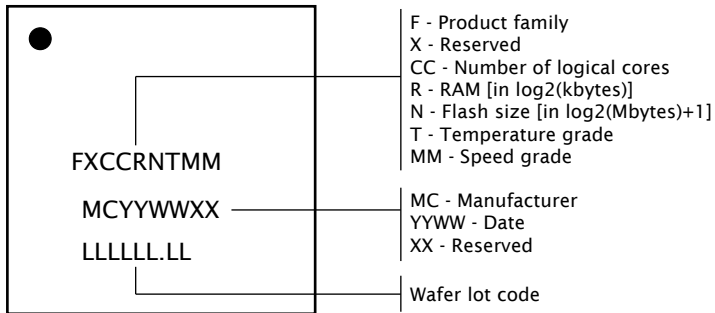 F - Product family
X - Reserved
CC - Number of logical cores
R - RAM [in log2(kbytes)]
N - Flash size [in log2(Mbytes)+1]
T - Temperature grade
MM - Speed grade
FXCCRNTMM
MCYYWWXX
MC - Manufacturer
YYWW - Date
XX - Reserved
LLLLLL.LL
Wafer lot code